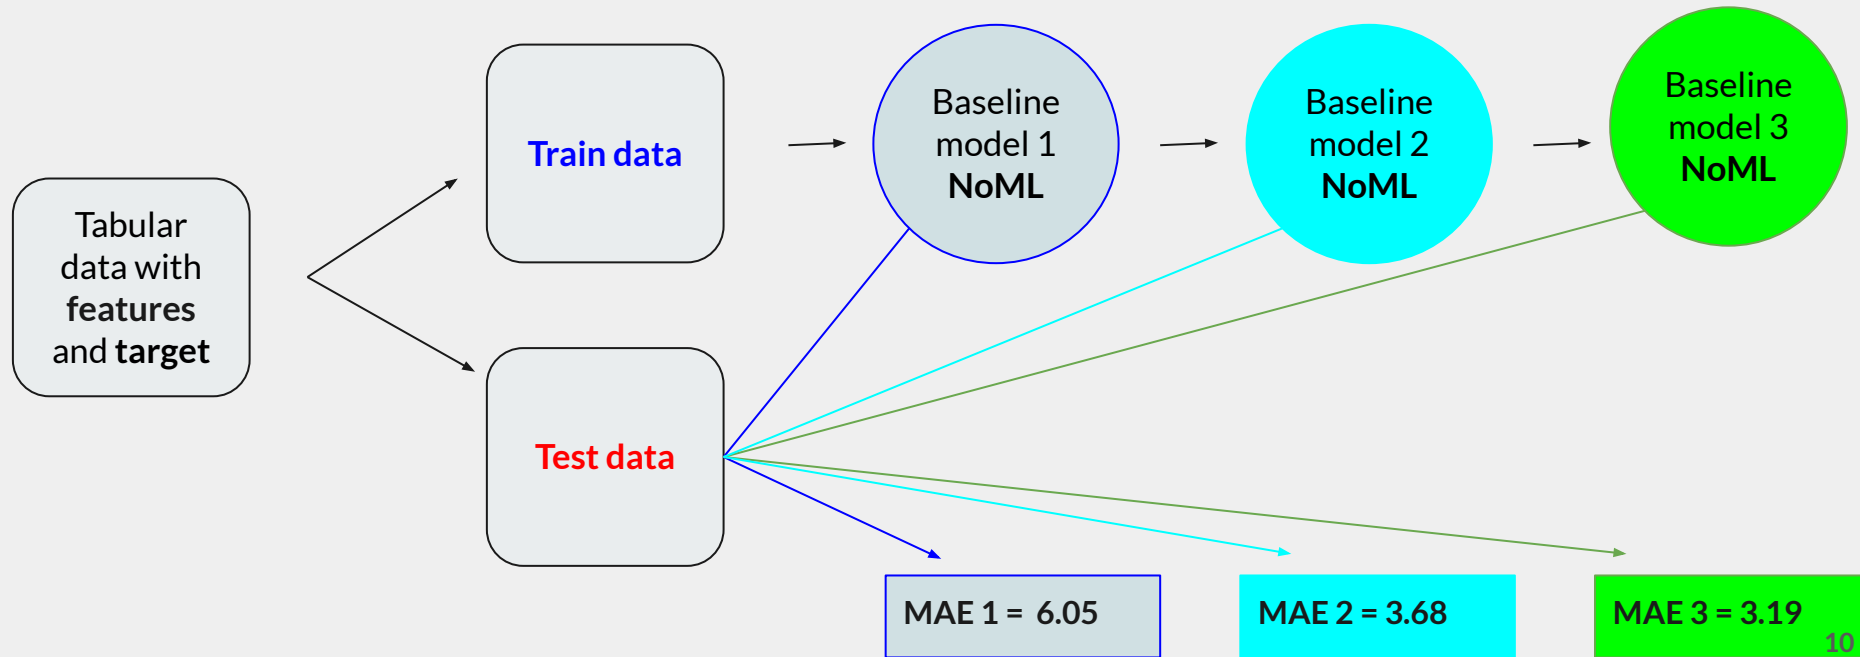 Tabular
data with
features
and target
Train data
Test data
Baseline
model 1
NoML
Baseline
model 2
NoML
Baseline
model 3
NoML
MAE 1 =  6.05
MAE 2 = 3.68
MAE 3 = 3.19
10